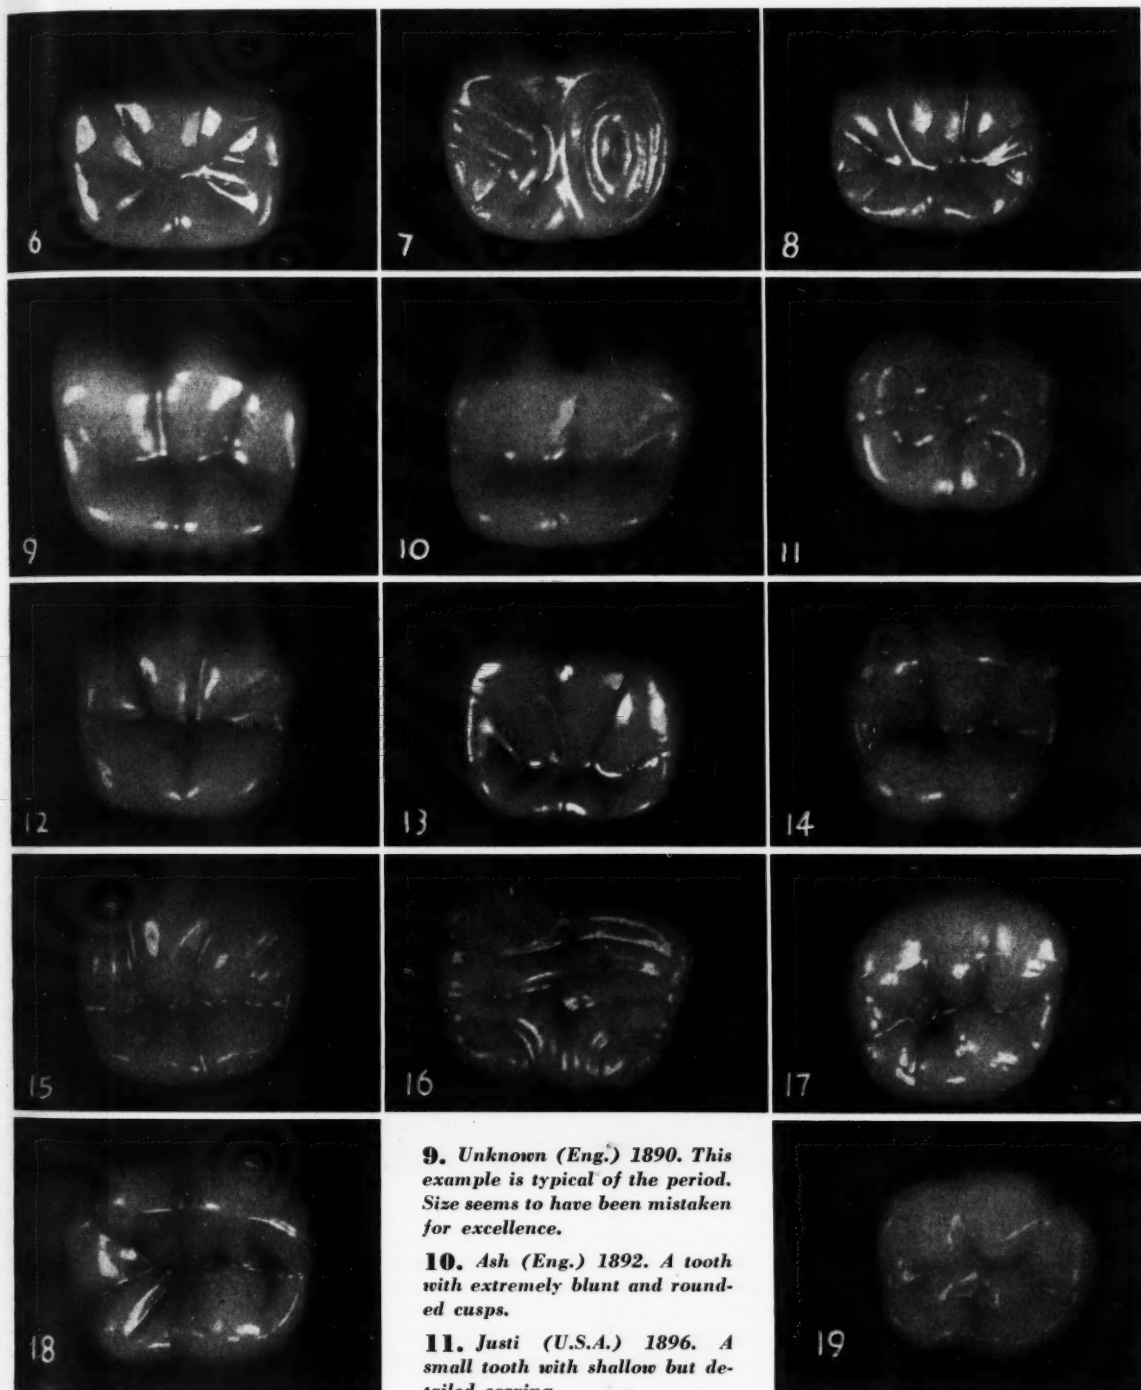 6
7
8
9
10
11
12
13
14
15
16
17
18
19
9. Unknown (Eng.) 1890. This
example is typical of the period.
Size seems to have been mistaken
for excellence.
10. Ash (Eng.) 1892. A tooth
with extremely blunt and round-
ed cusps.
11. Justi (U.S.A.) 1896. A
small tooth with shallow but de-